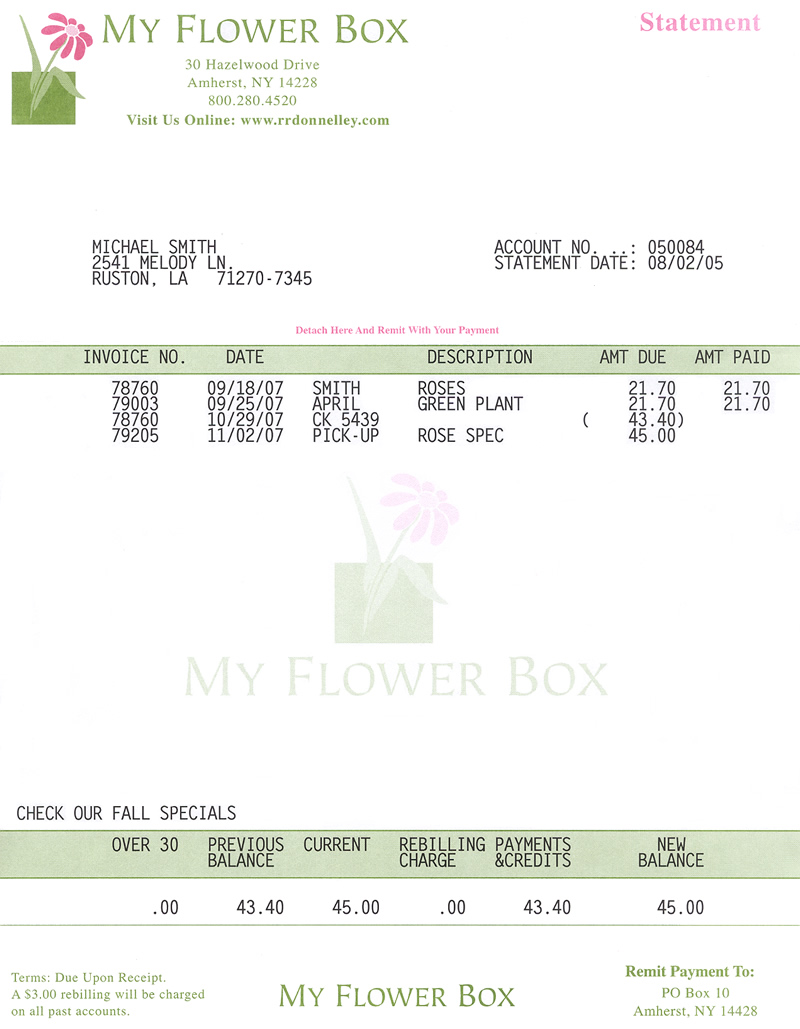 MY FLOWER BOX
Statement
30 Hazelwood Drive
Amherst, NY 14228
800.280.4520
Visit Us Online: www.rrdonnelley.com
MICHAEL SMITH
2541 MELODY LN.
RUSTON, LA 71270-7345
ACCOUNT NO. ..: 050084
STATEMENT DATE: 08/02/05
Detach Here And Remit With Your Payment
INVOICE NO. DATE DESCRIPTION AMT DUE AMT PAID
78760 09/18/07 SMITH ROSES 21.70 21.70
79003 09/25/07 APRIL GREEN PLANT 21.70 21.70
78760 10/29/07 CK 5439 ( 43.40)
79205 11/02/07 PICK-UP ROSE SPEC 45.00
MY FLOWER BOX
CHECK OUR FALL SPECIALS
OVER 30 PREVIOUS CURRENT REBILLING PAYMENTS NEW
BALANCE CHARGE &CREDITS BALANCE
.00 43.40 45.00 .00 43.40 45.00
Terms: Due Upon Receipt.
A $3.00 rebilling will be charged
on all past accounts.
MY FLOWER BOX
Remit Payment To:
PO Box 10
Amherst, NY 14428